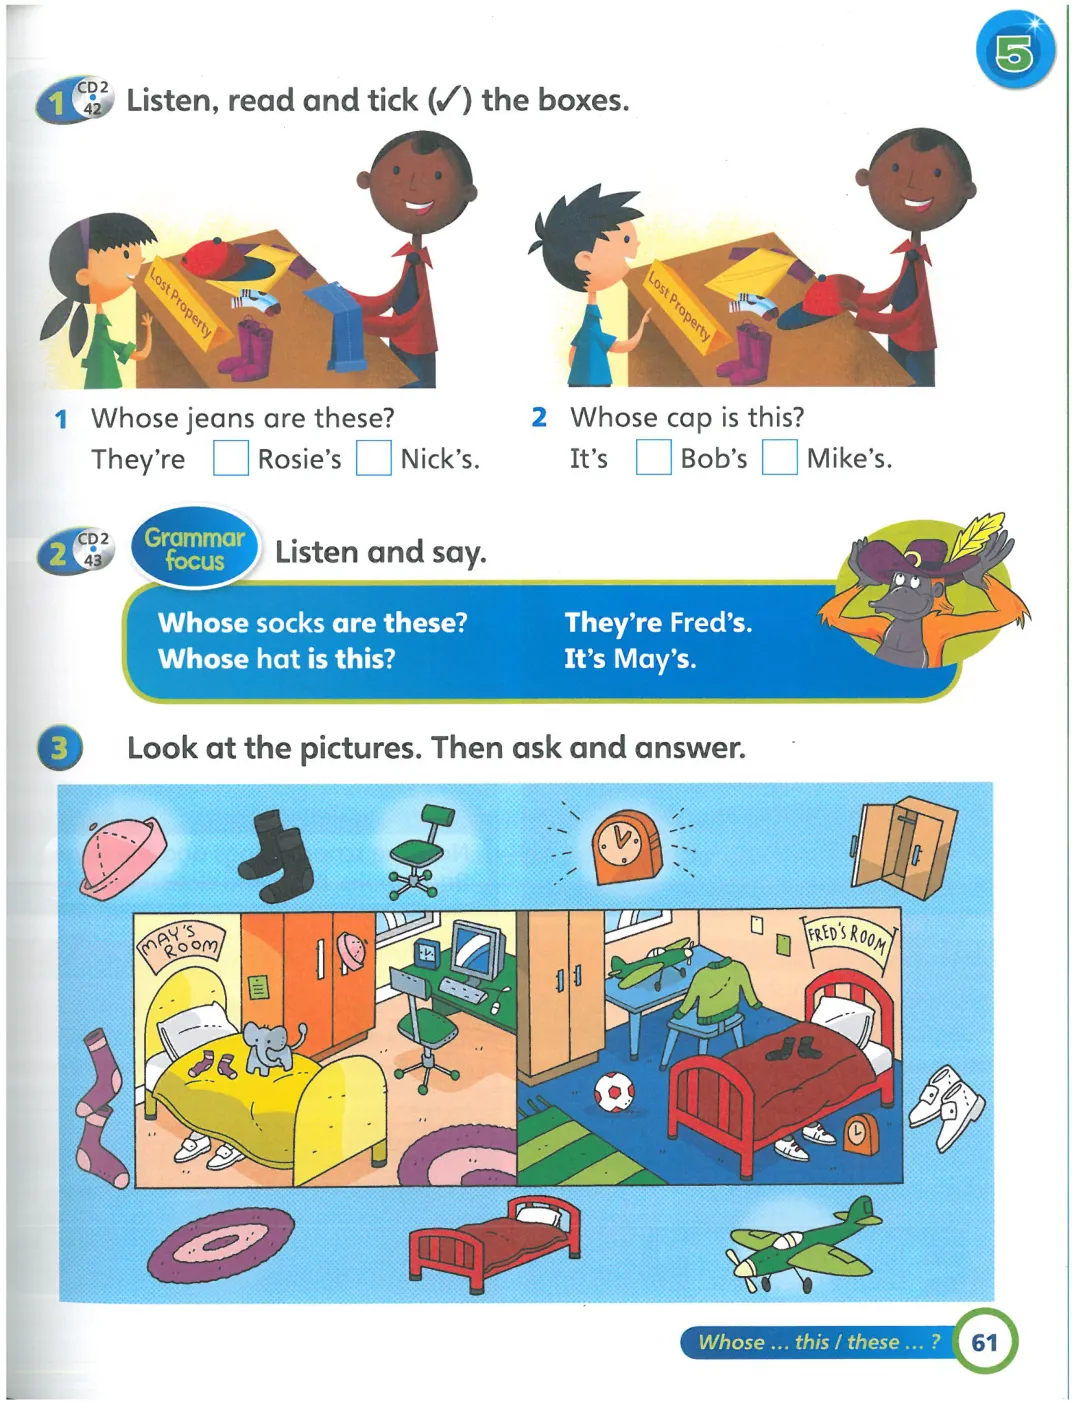 5
1 CD2 42 Listen, read and tick (✓) the boxes.
Lost Property
Lost Property
1 Whose jeans are these?
They're Rosie's Nick's.
2 Whose cap is this?
It's Bob's Mike's.
2 CD2 43 Grammar focus Listen and say.
Whose socks are these? They're Fred's.
Whose hat is this? It's May's.
3 Look at the pictures. Then ask and answer.
MAY'S
ROOM
FRED'S ROOM
Whose ... this / these ... ? 61